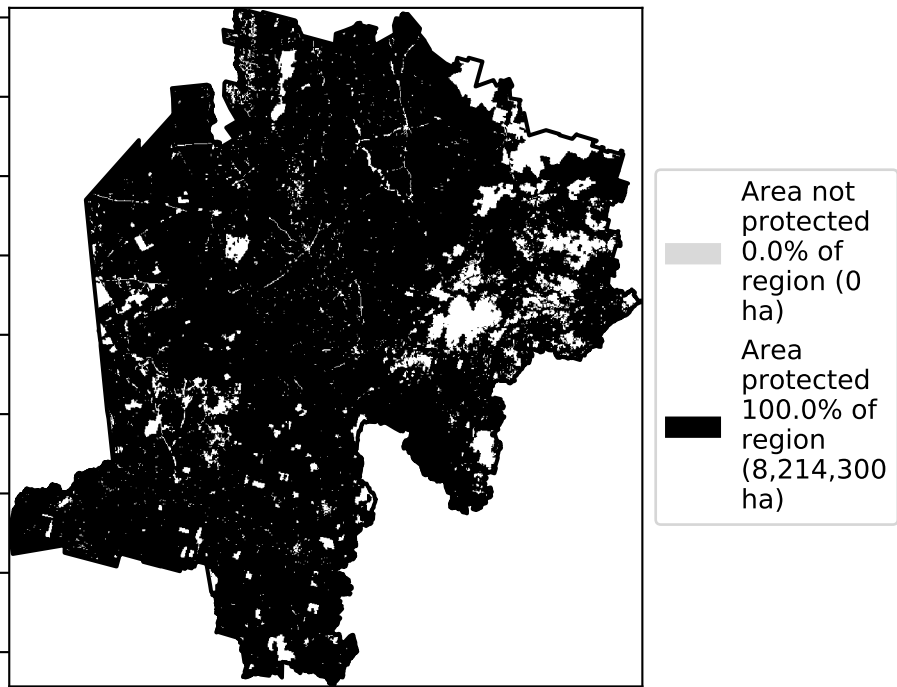 Area not
protected
0.0% of
region (0
ha)
Area
protected
100.0% of
region
(8,214,300
ha)